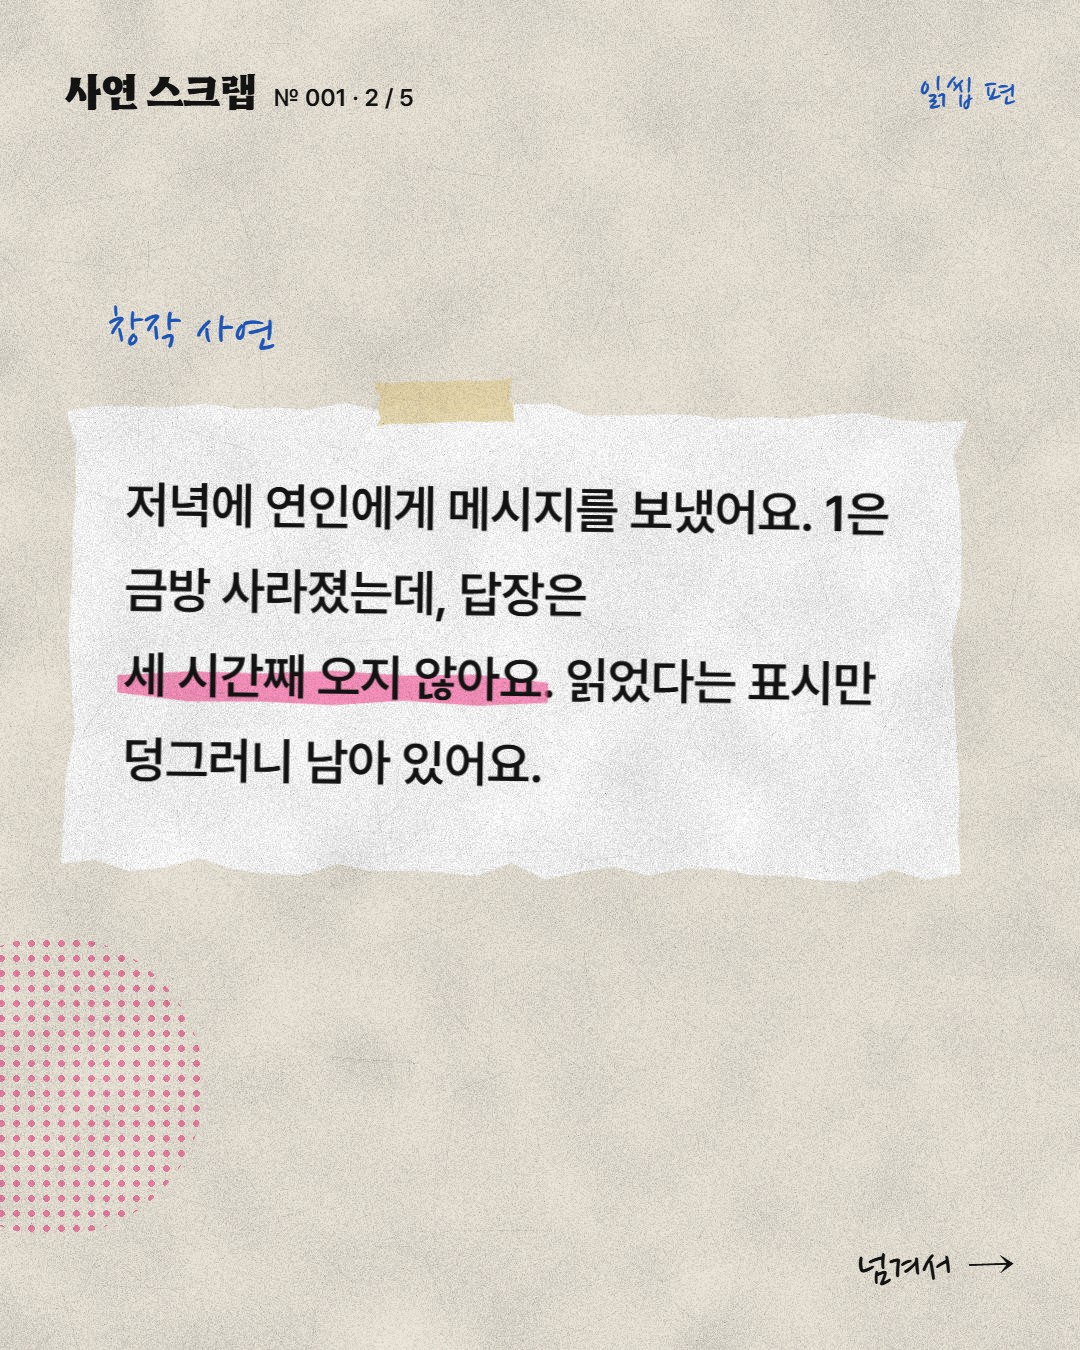 사연 스크랩 № 001 · 2 / 5
읽씹 편
창작 사연
저녁에 연인에게 메시지를 보냈어요. 1은
금방 사라졌는데, 답장은
세 시간째 오지 않아요. 읽었다는 표시만
덩그러니 남아 있어요.
넘겨서 →